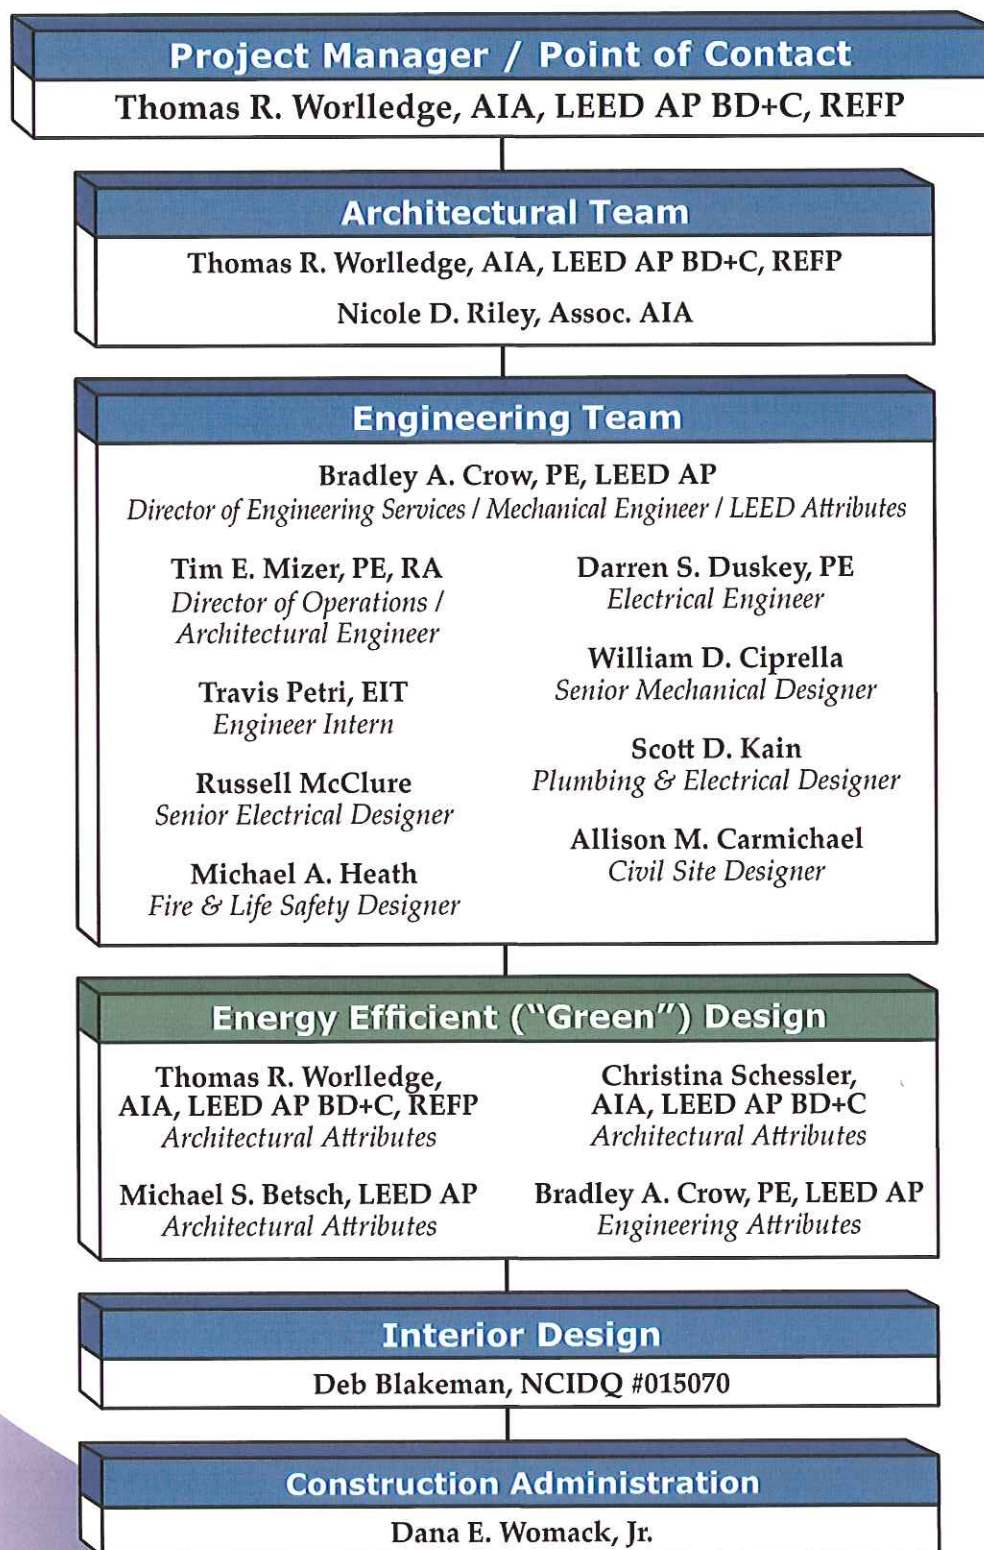 Project Manager / Point of Contact
Thomas R. Worlledge, AIA, LEED AP BD+C, REFP
Architectural Team
Thomas R. Worlledge, AIA, LEED AP BD+C, REFP
Nicole D. Riley, Assoc. AIA
Engineering Team
Bradley A. Crow, PE, LEED AP
Director of Engineering Services / Mechanical Engineer / LEED Attributes
Tim E. Mizer, PE, RA
Director of Operations /
Architectural Engineer
Travis Petri, EIT
Engineer Intern
Russell McClure
Senior Electrical Designer
Michael A. Heath
Fire & Life Safety Designer
Darren S. Duskey, PE
Electrical Engineer
William D. Ciprella
Senior Mechanical Designer
Scott D. Kain
Plumbing & Electrical Designer
Allison M. Carmichael
Civil Site Designer
Energy Efficient (“Green”) Design
Thomas R. Worlledge,
AIA, LEED AP BD+C, REFP
Architectural Attributes
Michael S. Betsch, LEED AP
Architectural Attributes
Christina Schessler,
AIA, LEED AP BD+C
Architectural Attributes
Bradley A. Crow, PE, LEED AP
Engineering Attributes
Interior Design
Deb Blakeman, NCIDQ #015070
Construction Administration
Dana E. Womack, Jr.